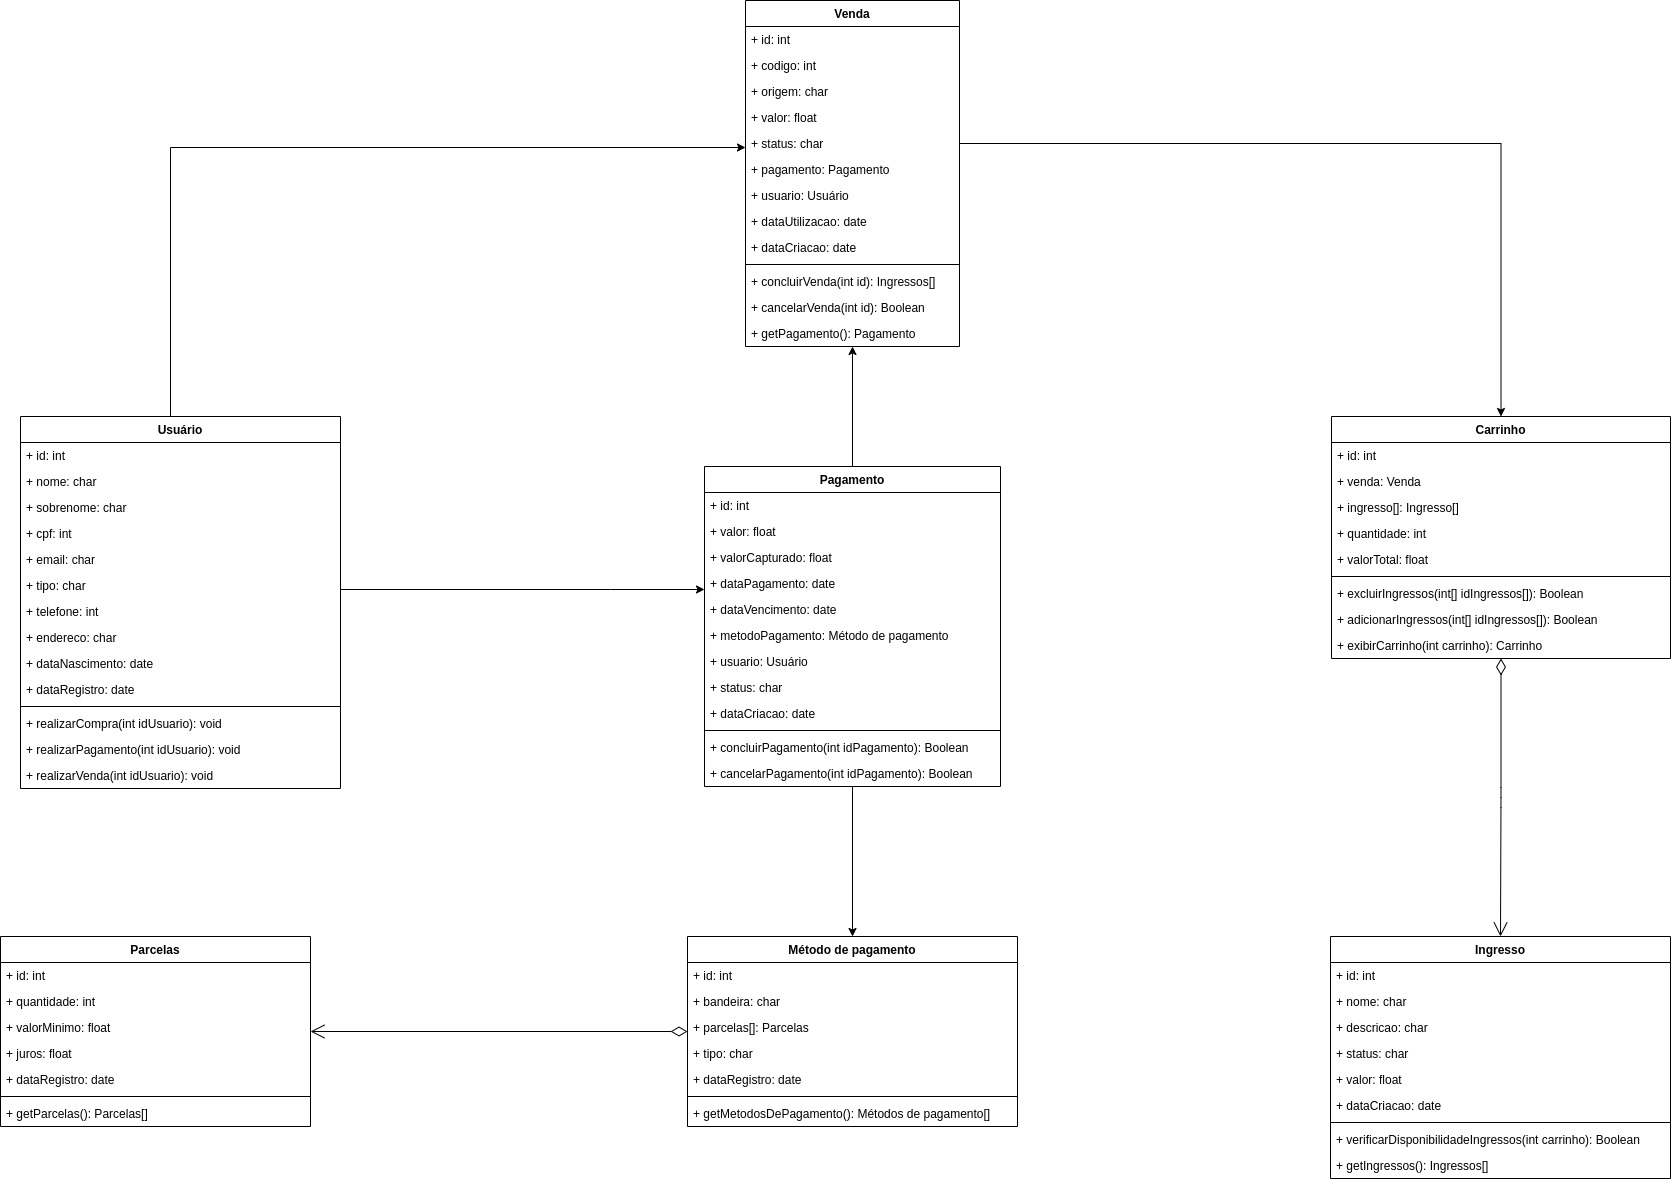 Venda
+ id: int
+ codigo: int
+ origem: char
+ valor: float
+ status: char
+ pagamento: Pagamento
+ usuario: Usuário
+ dataUtilizacao: date
+ dataCriacao: date
+ concluirVenda(int id): Ingressos[]
+ cancelarVenda(int id): Boolean
+ getPagamento(): Pagamento
Usuário
+ id: int
+ nome: char
+ sobrenome: char
+ cpf: int
+ email: char
+ tipo: char
+ telefone: int
+ endereco: char
+ dataNascimento: date
+ dataRegistro: date
+ realizarCompra(int idUsuario): void
+ realizarPagamento(int idUsuario): void
+ realizarVenda(int idUsuario): void
Pagamento
+ id: int
+ valor: float
+ valorCapturado: float
+ dataPagamento: date
+ dataVencimento: date
+ metodoPagamento: Método de pagamento
+ usuario: Usuário
+ status: char
+ dataCriacao: date
+ concluirPagamento(int idPagamento): Boolean
+ cancelarPagamento(int idPagamento): Boolean
Carrinho
+ id: int
+ venda: Venda
+ ingresso[]: Ingresso[]
+ quantidade: int
+ valorTotal: float
+ excluirIngressos(int[] idIngressos[]): Boolean
+ adicionarIngressos(int[] idIngressos[]): Boolean
+ exibirCarrinho(int carrinho): Carrinho
Parcelas
+ id: int
+ quantidade: int
+ valorMinimo: float
+ juros: float
+ dataRegistro: date
+ getParcelas(): Parcelas[]
Método de pagamento
+ id: int
+ bandeira: char
+ parcelas[]: Parcelas
+ tipo: char
+ dataRegistro: date
+ getMetodosDePagamento(): Métodos de pagamento[]
Ingresso
+ id: int
+ nome: char
+ descricao: char
+ status: char
+ valor: float
+ dataCriacao: date
+ verificarDisponibilidadeIngressos(int carrinho): Boolean
+ getIngressos(): Ingressos[]